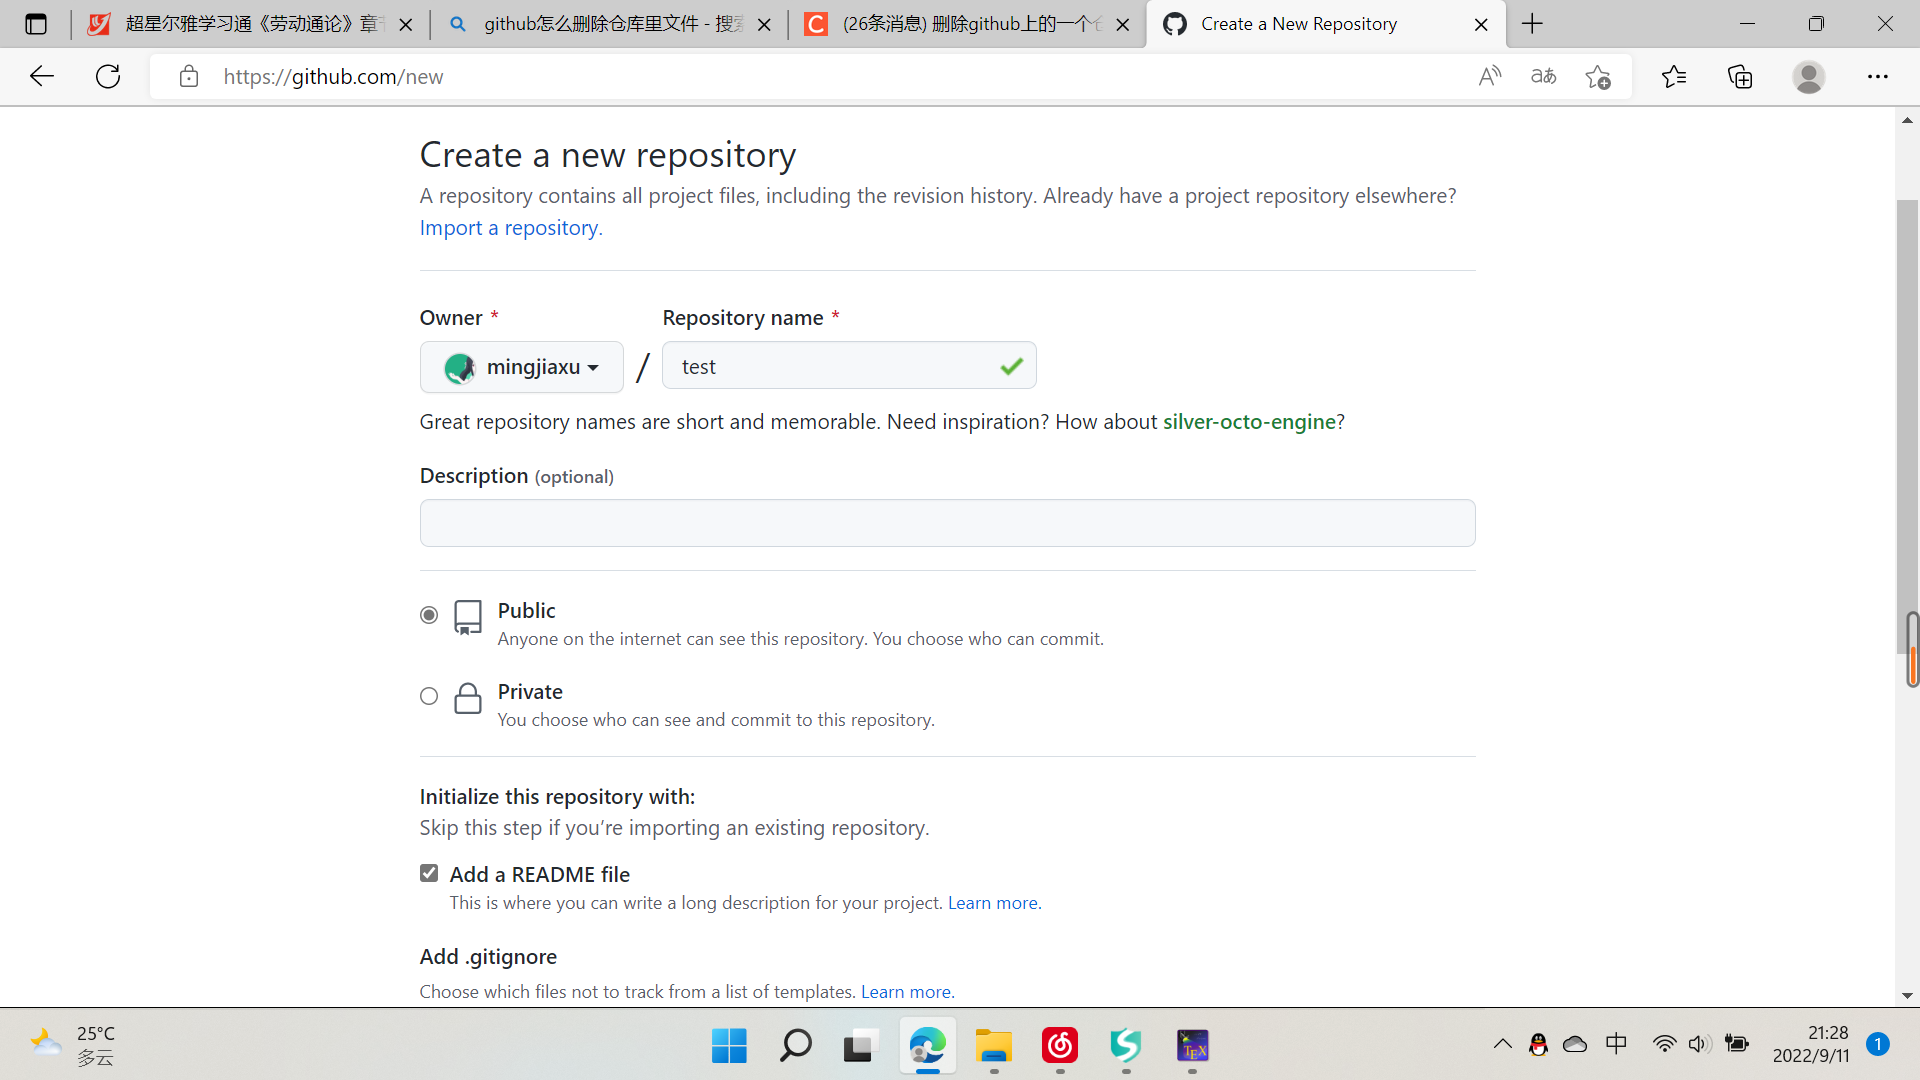 超星尔雅学习通《劳动通论》章节
github怎么删除仓库里文件 - 搜索
(26条消息) 删除github上的一个仓
Create a New Repository
https://github.com/new
Create a new repository
A repository contains all project files, including the revision history. Already have a project repository elsewhere?
Import a repository.
Owner *
Repository name *
mingjiaxu
/
test
Great repository names are short and memorable. Need inspiration? How about silver-octo-engine?
Description (optional)
Public
Anyone on the internet can see this repository. You choose who can commit.
Private
You choose who can see and commit to this repository.
Initialize this repository with:
Skip this step if you’re importing an existing repository.
Add a README file
This is where you can write a long description for your project. Learn more.
Add .gitignore
Choose which files not to track from a list of templates. Learn more.
25°C
多云
TEX
中
21:28
2022/9/11
1